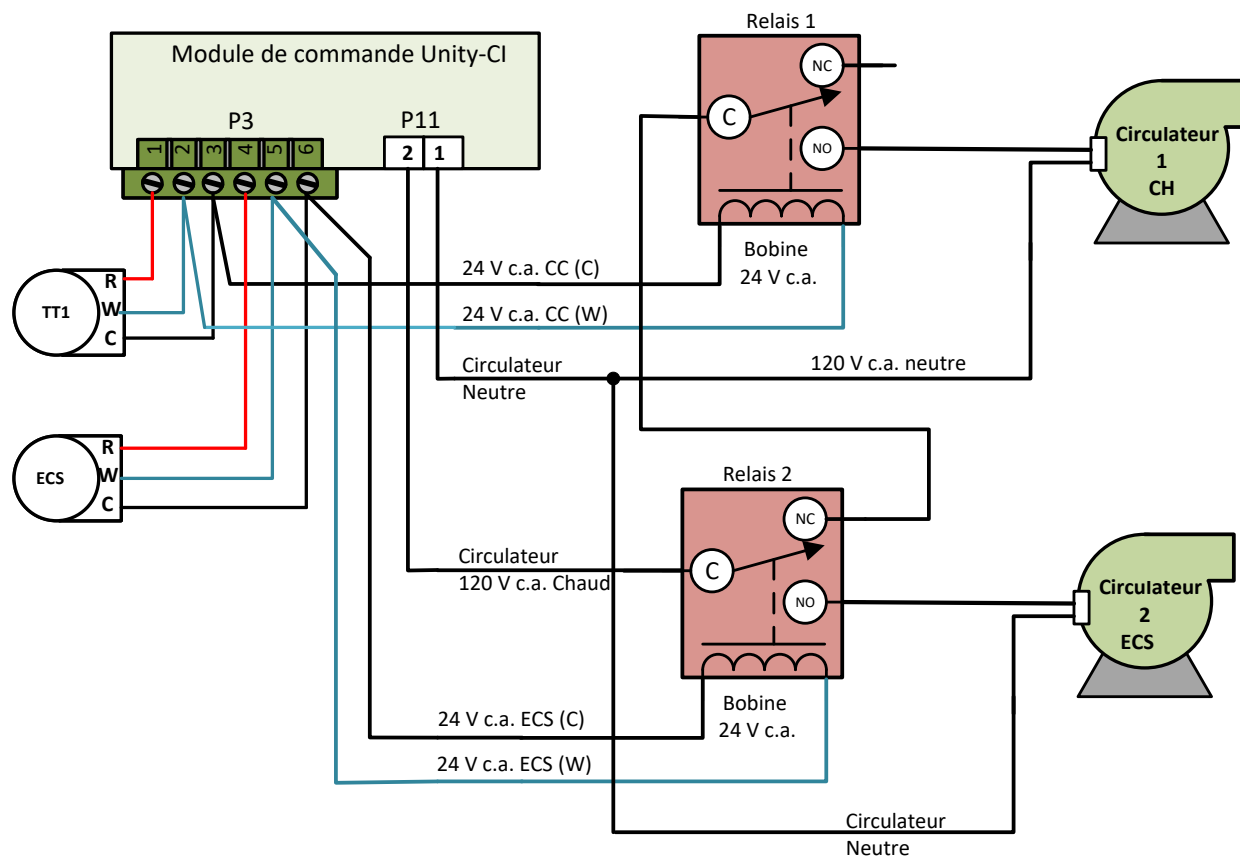 Relais 1
Module de commande Unity-CI
NC
C
P3
P11
1 2 3 4 5 6
2 1
NO
Circulateur
1
CH
Bobine
24 V c.a.
24 V c.a. CC (C)
R
TT1
W
C
24 V c.a. CC (W)
Circulateur
Neutre
120 V c.a. neutre
R
ECS
W
C
Relais 2
NC
Circulateur
120 V c.a. Chaud
C
NO
Circulateur
2
ECS
Bobine
24 V c.a.
24 V c.a. ECS (C)
24 V c.a. ECS (W)
Circulateur
Neutre